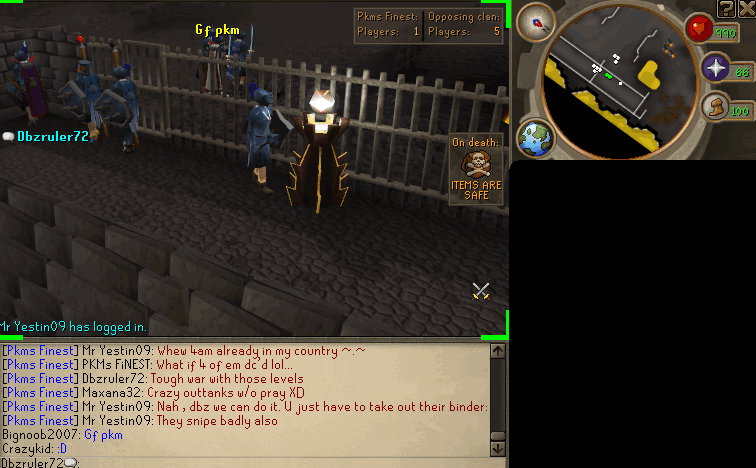 Gf pkm
Pkms Finest:
Players: 1
Opposing clan:
Players: 5
990
66
100
Dbzruler72
On death:
ITEMS ARE
SAFE
Mr Yestin09 has logged in.
[Pkms Finest] Mr Yestin09: Whew 4am already in my country ~.~
[Pkms Finest] PKMs FiNEST: What if 4 of em dc'd lol...
[Pkms Finest] Dbzruler72: Tough war with those levels
[Pkms Finest] Maxana32: Crazy outtanks w/o pray XD
[Pkms Finest] Mr Yestin09: Nah , dbz we can do it. U just have to take out their binder:
[Pkms Finest] Mr Yestin09: They snipe badly also
Bignoob2007: Gf pkm
Crazykid: :D
Dbzruler72: